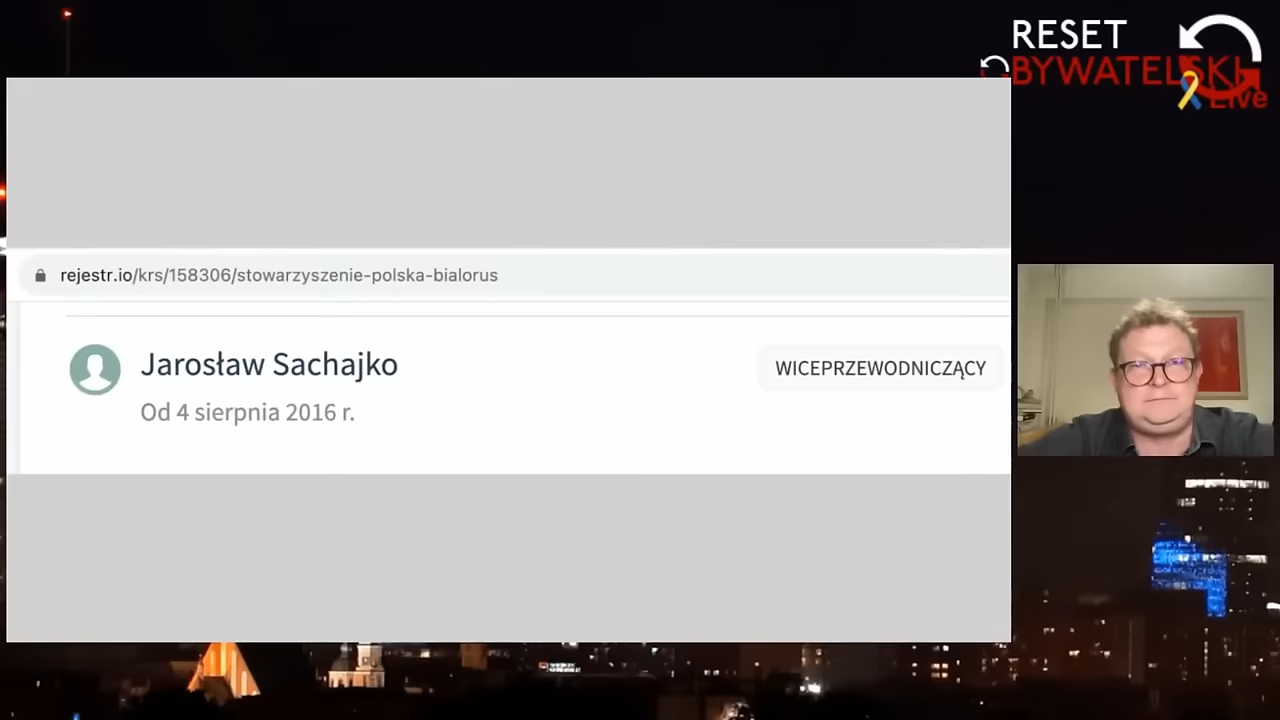 RESET
OBYWATELSKI
Live
rejestr.io/krs/158306/stowarzyszenie-polska-bialorus
Jarosław Sachajko
WICEPRZEWODNICZĄCY
Od 4 sierpnia 2016 r.